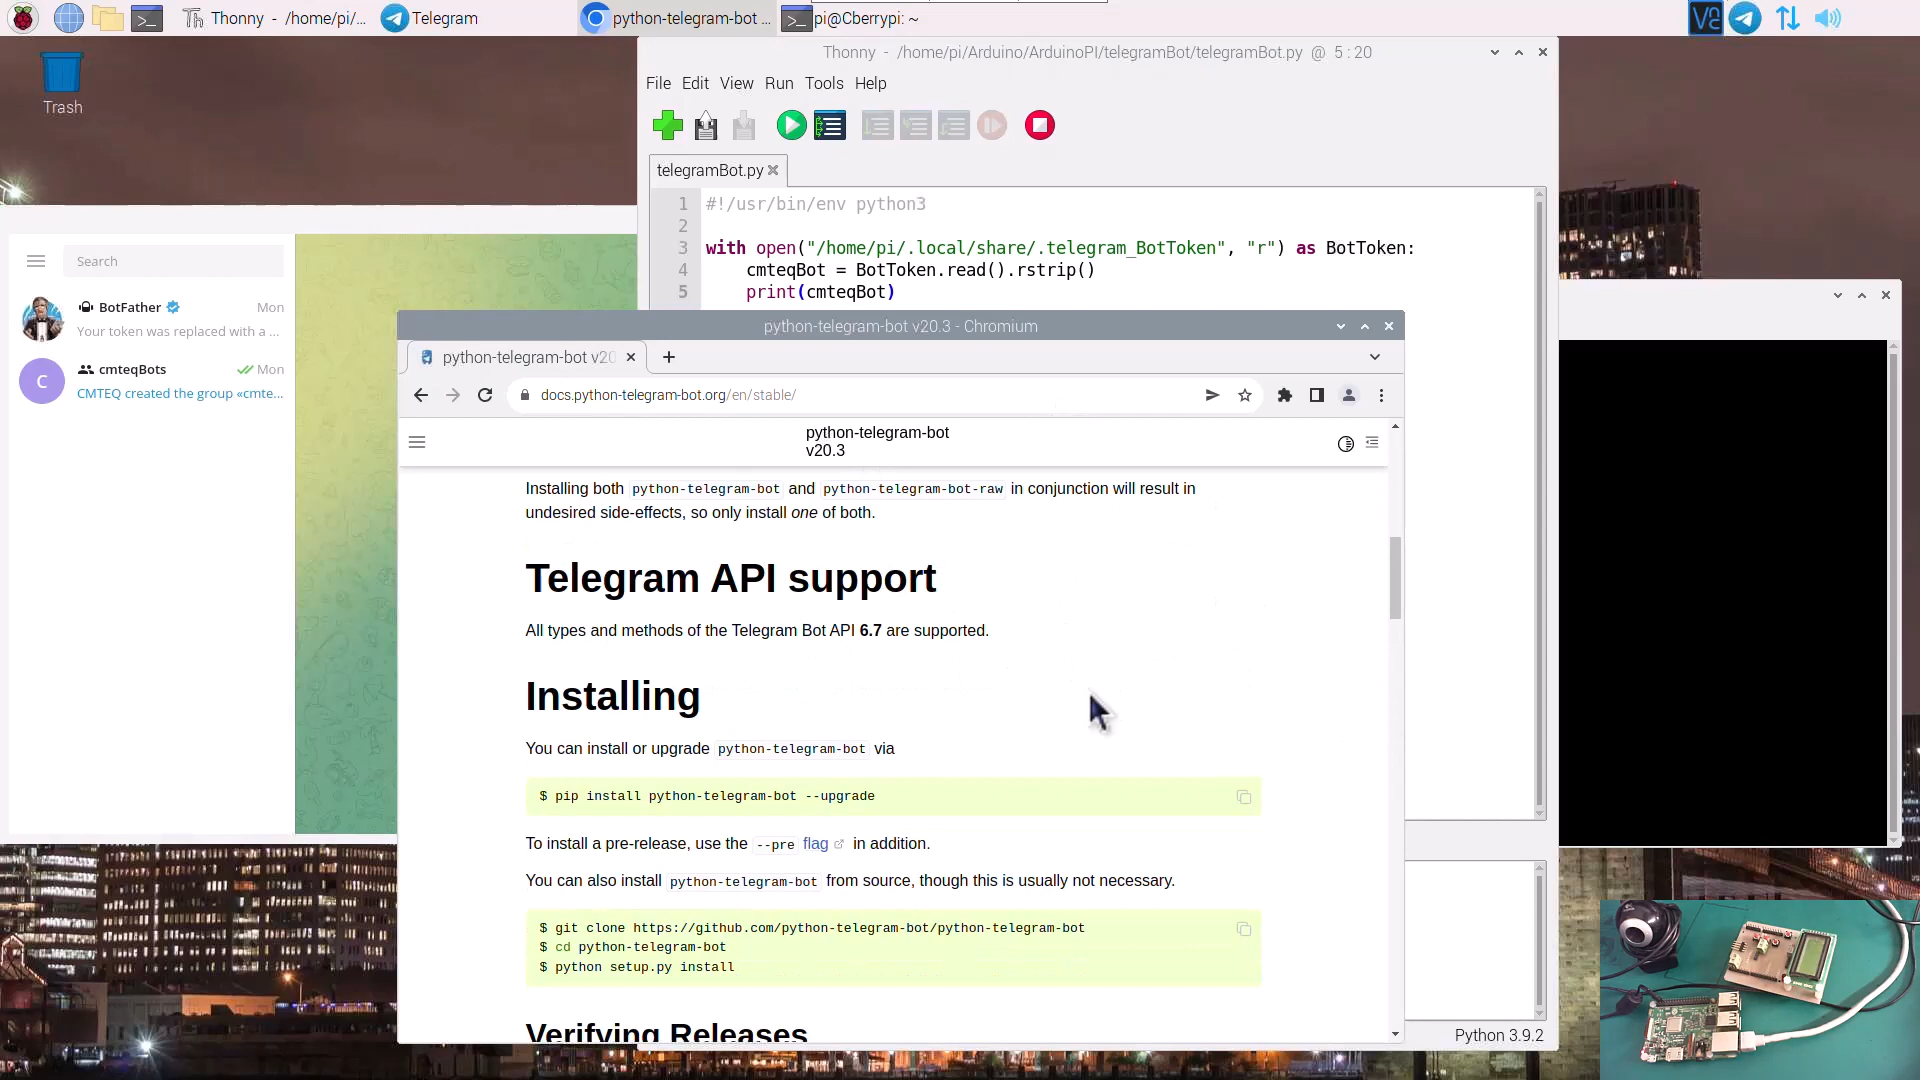 Thonny - /home/pi/...
Telegram
python-telegram-bot ...
pi@Cberrypi: ~
VNC
Trash
Thonny - /home/pi/Arduino/ArduinoPI/telegramBot/telegramBot.py @ 5 : 20
File Edit View Run Tools Help
telegramBot.py
1 #!/usr/bin/env python3
2
3 with open("/home/pi/.local/share/.telegram_BotToken", "r") as BotToken:
4 cmteqBot = BotToken.read().rstrip()
5 print(cmteqBot)
Search
BotFather Mon
Your token was replaced with a ...
C
cmteqBots Mon
CMTEQ created the group «cmte...
python-telegram-bot v20.3 - Chromium
python-telegram-bot v20
docs.python-telegram-bot.org/en/stable/
python-telegram-bot
v20.3
Installing both python-telegram-bot and python-telegram-bot-raw in conjunction will result in
undesired side-effects, so only install one of both.
Telegram API support
All types and methods of the Telegram Bot API 6.7 are supported.
Installing
You can install or upgrade python-telegram-bot via
$ pip install python-telegram-bot --upgrade
To install a pre-release, use the --pre flag in addition.
You can also install python-telegram-bot from source, though this is usually not necessary.
$ git clone https://github.com/python-telegram-bot/python-telegram-bot
$ cd python-telegram-bot
$ python setup.py install
Verifying Releases
Python 3.9.2